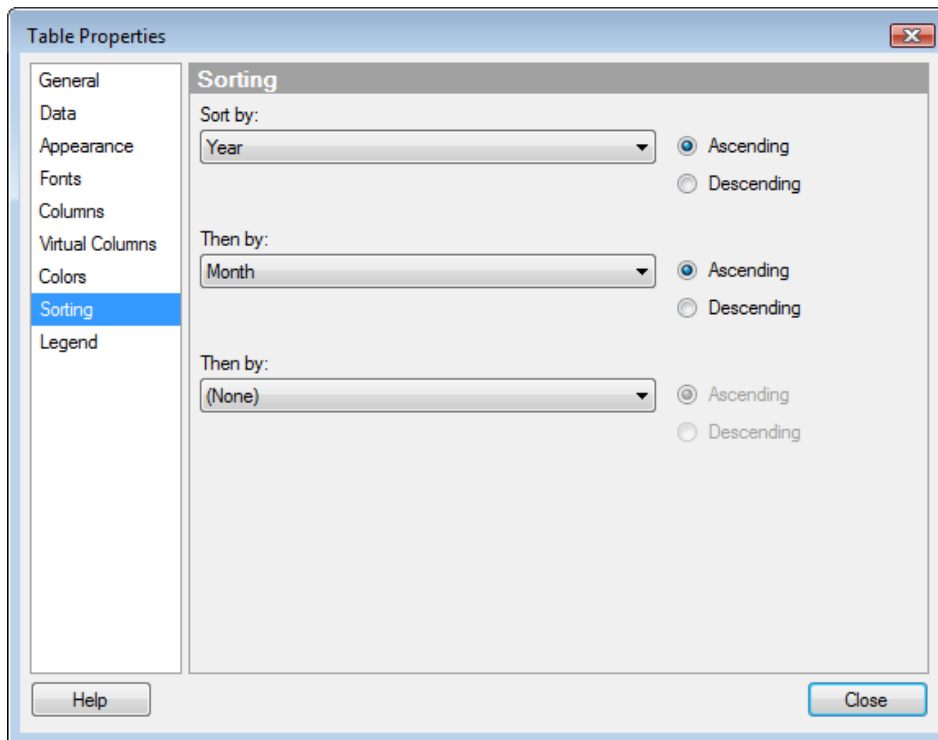 Table Properties
General
Data
Appearance
Fonts
Columns
Virtual Columns
Colors
Sorting
Legend
Sorting
Sort by:
Year
Ascending
Descending
Then by:
Month
Ascending
Descending
Then by:
(None)
Ascending
Descending
Help
Close